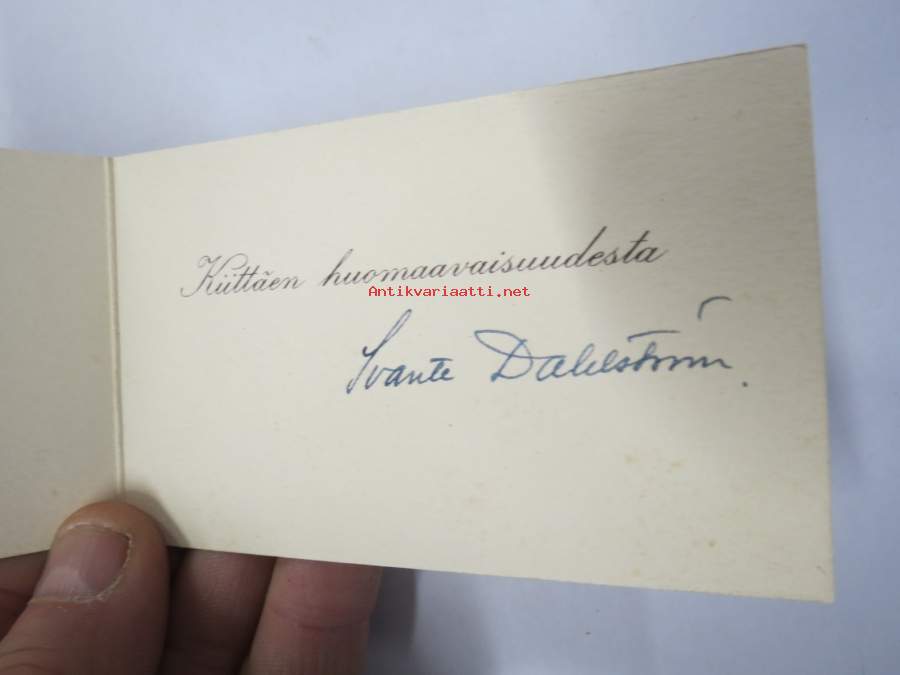 Kiittäen huomaavaisuudesta
Antikvariaatti.net
Svante Dahlström.